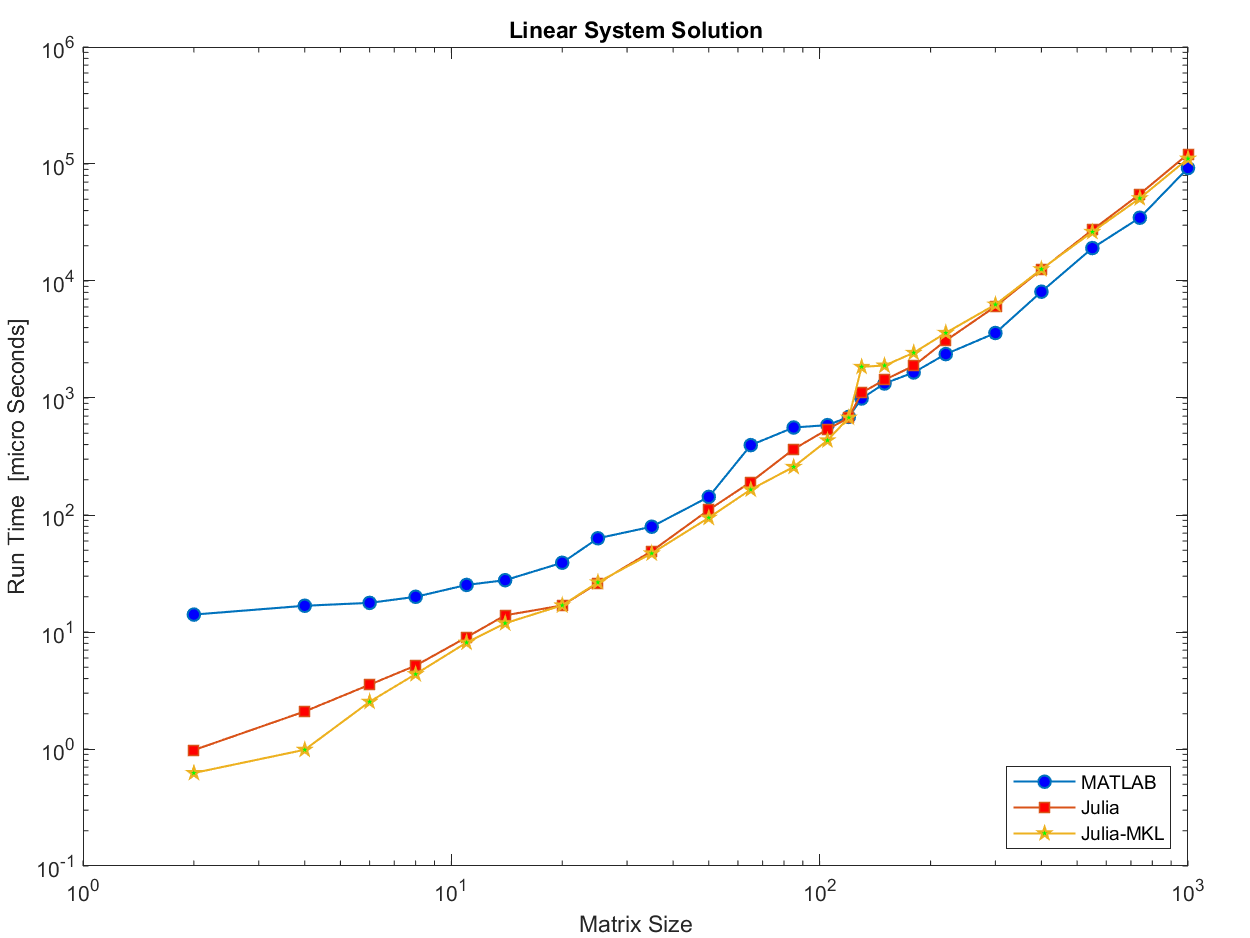 Linear System Solution
10^6
10^5
10^4
10^3
10^2
10^1
10^0
10^-1
Run Time [micro Seconds]
10^0 10^1 10^2 10^3
Matrix Size
MATLAB
Julia
Julia-MKL